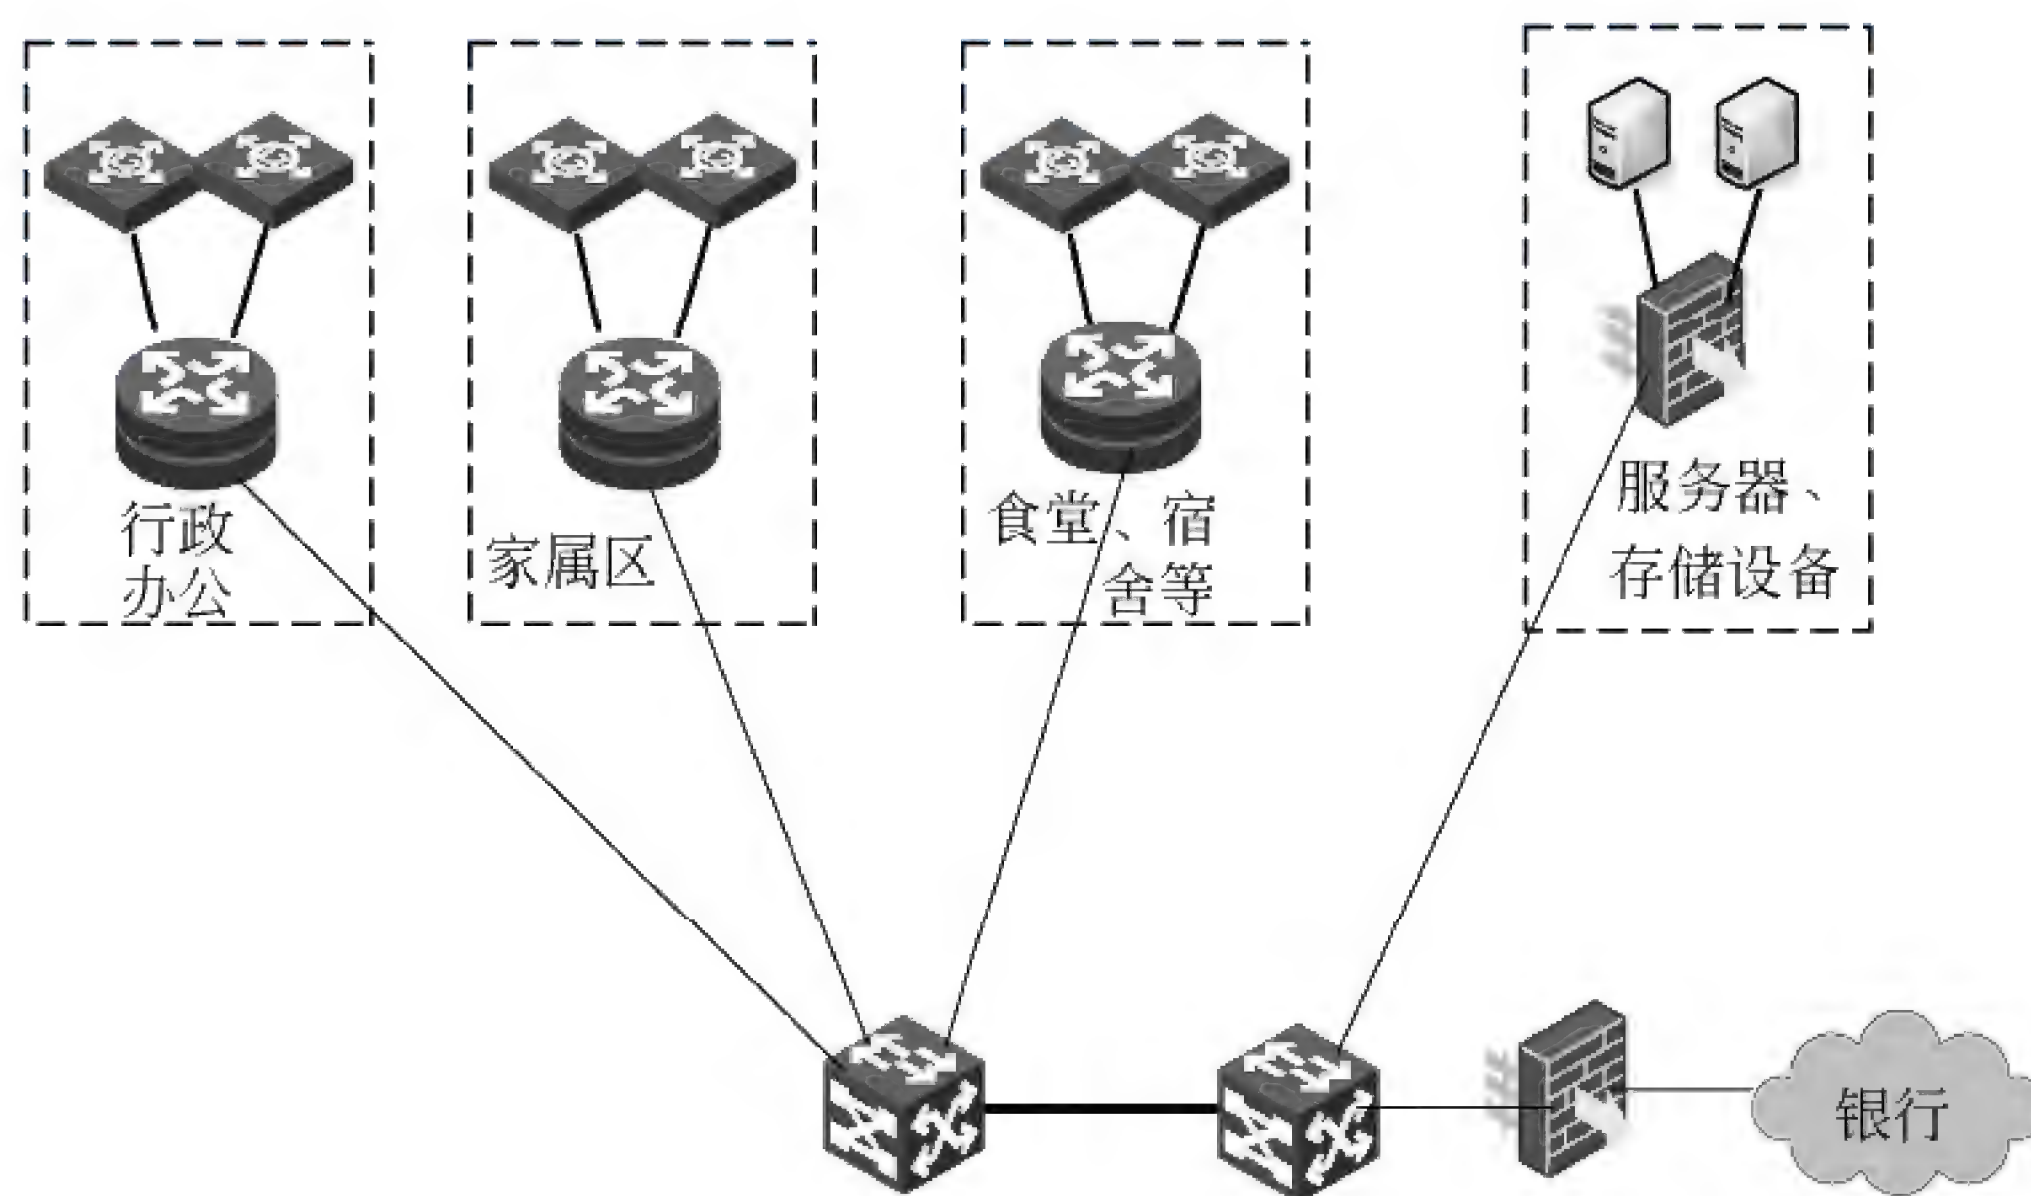 行政
办公
家属区
食堂、宿
舍等
服务器、
存储设备
银行